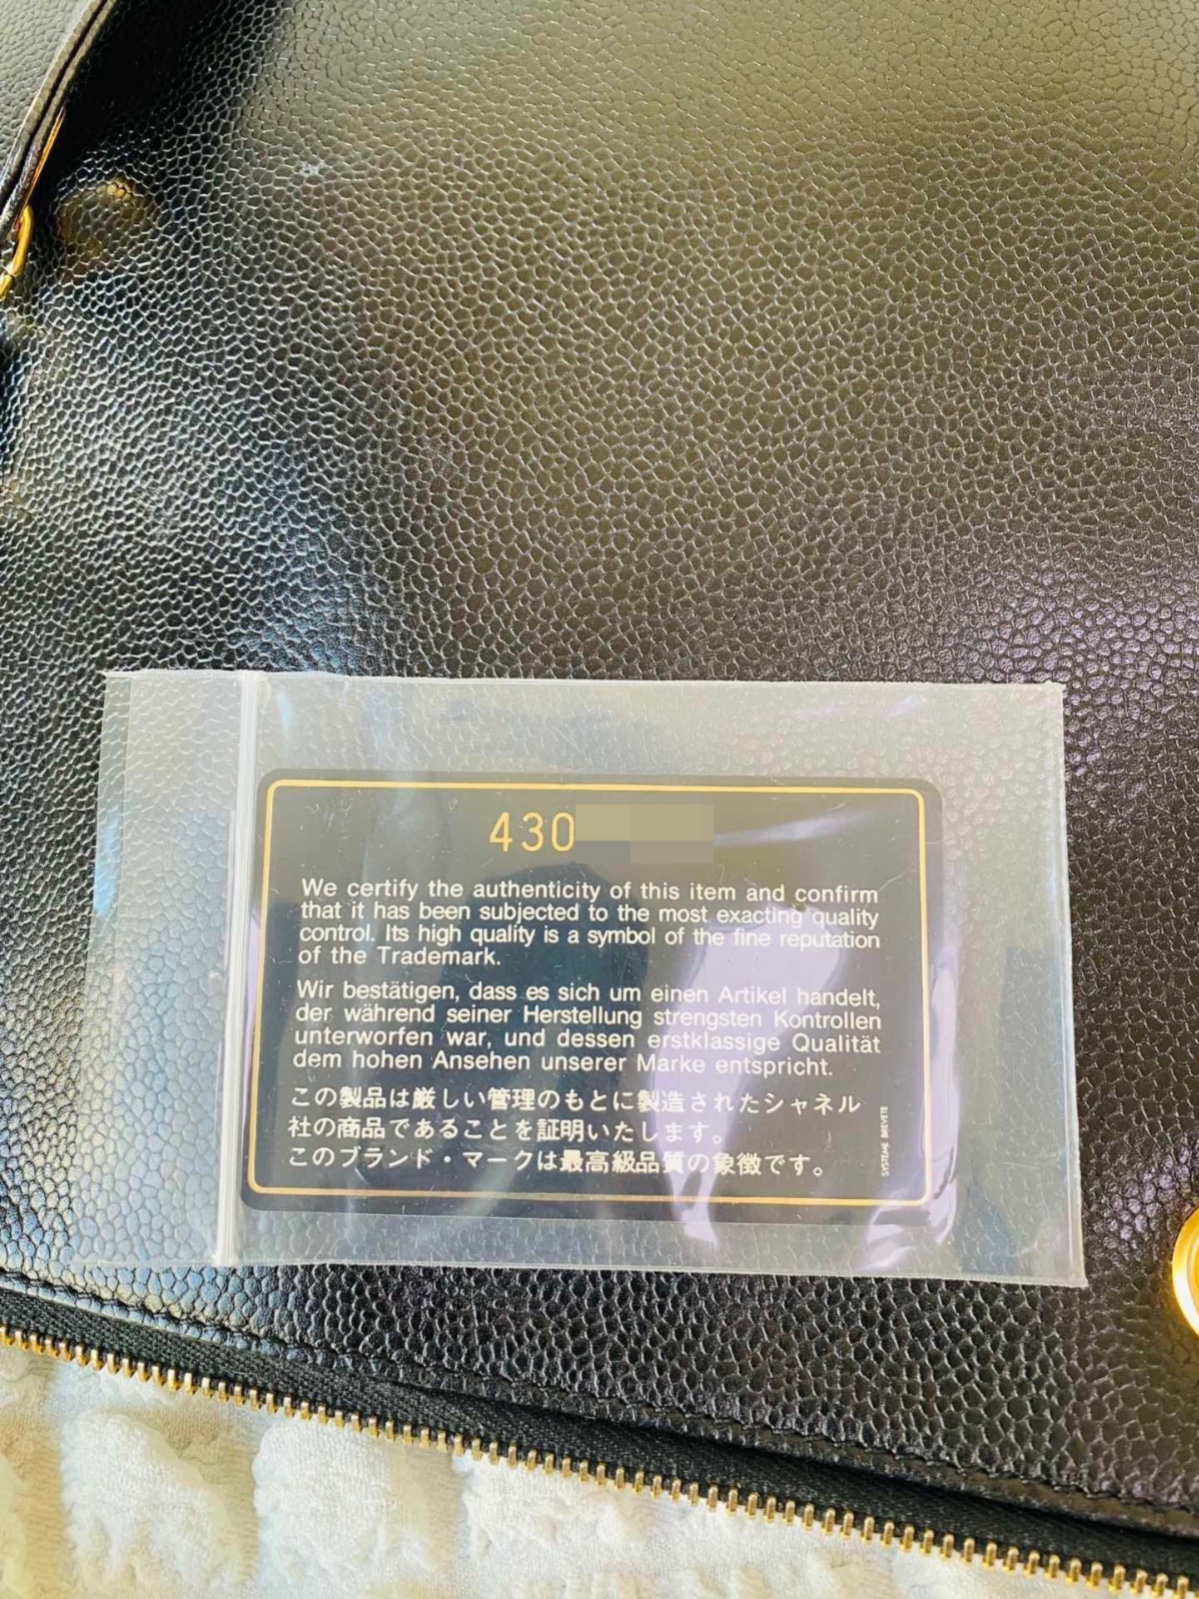 430
We certify the authenticity of this item and confirm
that it has been subjected to the most exacting quality
control. Its high quality is a symbol of the fine reputation
of the Trademark.
Wir bestätigen, dass es sich um einen Artikel handelt,
der während seiner Herstellung strengsten Kontrollen
unterworfen war, und dessen erstklassige Qualität
dem hohen Ansehen unserer Marke entspricht.
この製品は厳しい管理のもとに製造されたシャネル
社の商品であることを証明いたします。
このブランド・マークは最高級品質の象徴です。
SYSTEME BREVETE